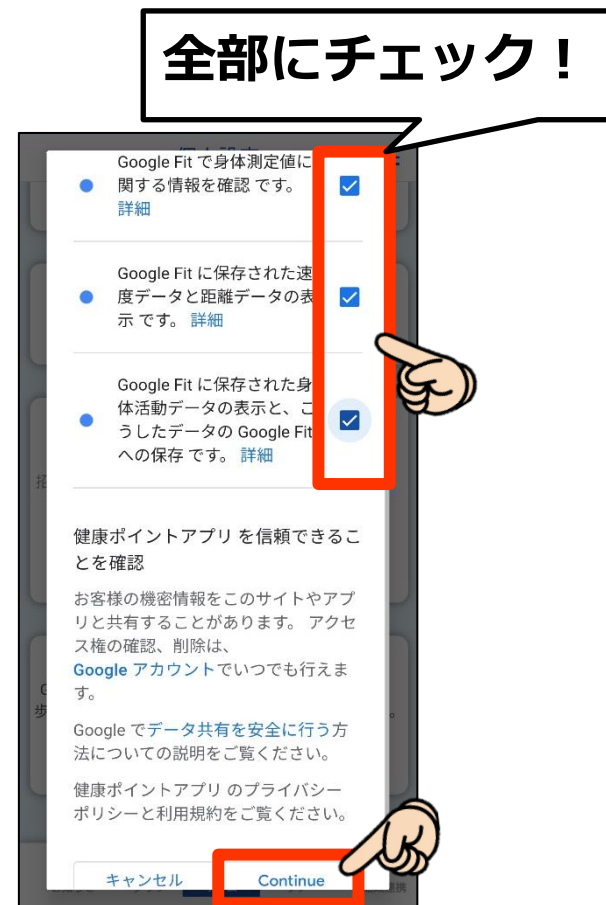 全部にチェック！
Google Fit で身体測定値に
関する情報を確認 です。
詳細
Google Fit に保存された速
度データと距離データの表
示 です。 詳細
Google Fit に保存された身
体活動データの表示と、こ
うしたデータの Google Fit
への保存 です。 詳細
健康ポイントアプリ を信頼できるこ
とを確認
お客様の機密情報をこのサイトやアプ
リと共有することがあります。 アクセ
ス権の確認、削除は、
Google アカウントでいつでも行えま
す。
Google でデータ共有を安全に行う方
法についての説明をご覧ください。
健康ポイントアプリ のプライバシー
ポリシーと利用規約をご覧ください。
キャンセル Continue